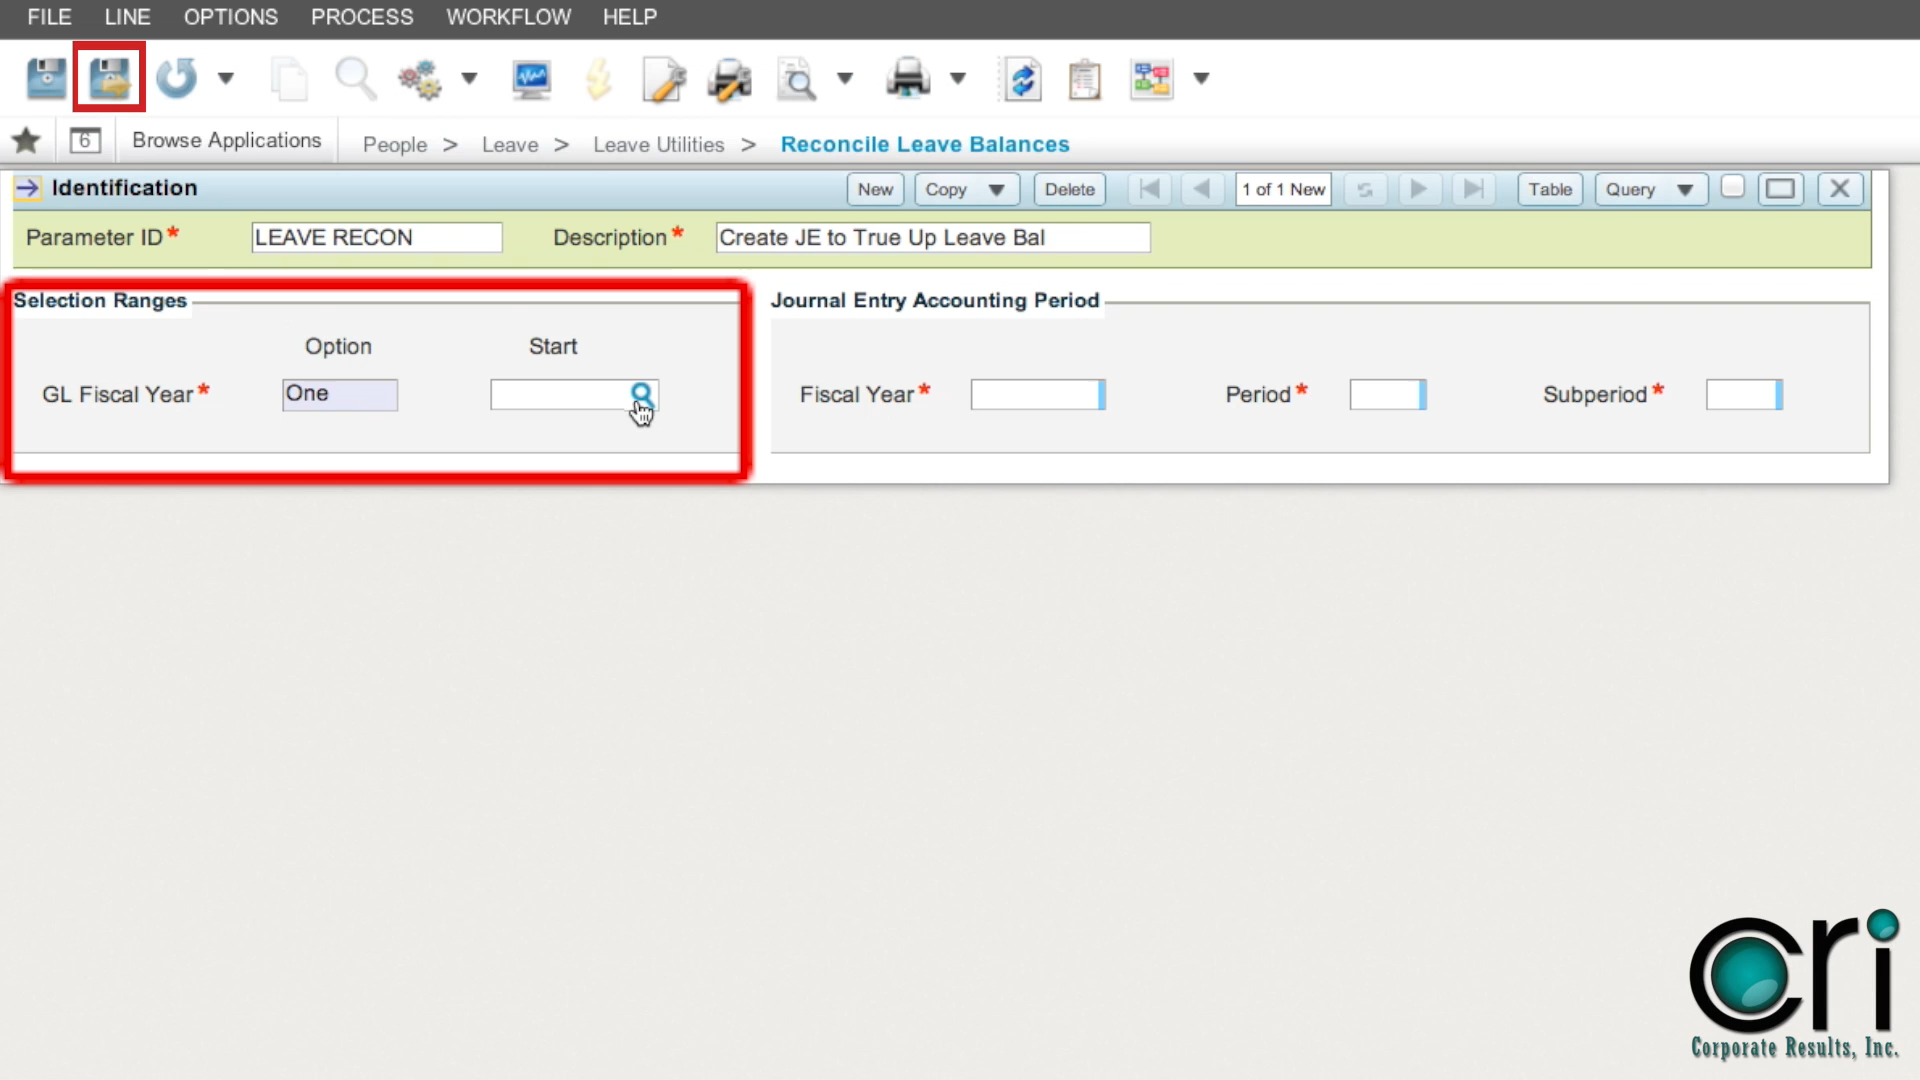 FILE LINE OPTIONS PROCESS WORKFLOW HELP
6 Browse Applications People > Leave > Leave Utilities > Reconcile Leave Balances
Identification New Copy Delete 1 of 1 New Table Query
Parameter ID* LEAVE RECON Description* Create JE to True Up Leave Bal
Selection Ranges Journal Entry Accounting Period
Option Start
GL Fiscal Year* One Fiscal Year* Period* Subperiod*
cri
Corporate Results, Inc.